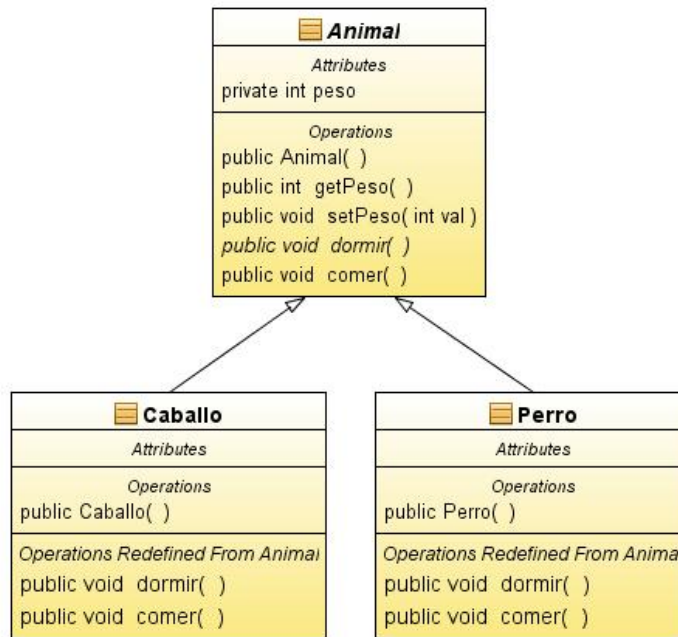 Animal
Attributes
private int peso
Operations
public Animal( )
public int getPeso( )
public void setPeso( int val )
public void dormir( )
public void comer( )
Caballo
Attributes
Operations
public Caballo( )
Operations Redefined From Animal
public void dormir( )
public void comer( )
Perro
Attributes
Operations
public Perro( )
Operations Redefined From Anima
public void dormir( )
public void comer( )